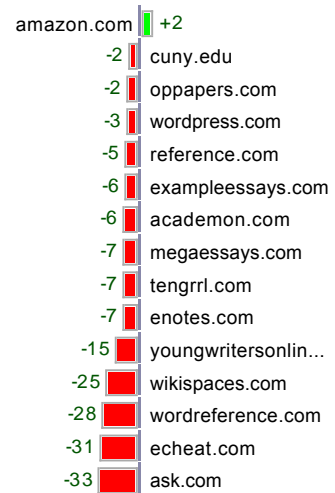 amazon.com +2
-2 cuny.edu
-2 oppapers.com
-3 wordpress.com
-5 reference.com
-6 exampleessays.com
-6 academon.com
-7 megaessays.com
-7 tengrrl.com
-7 enotes.com
-15 youngwritersonlin...
-25 wikispaces.com
-28 wordreference.com
-31 echeat.com
-33 ask.com